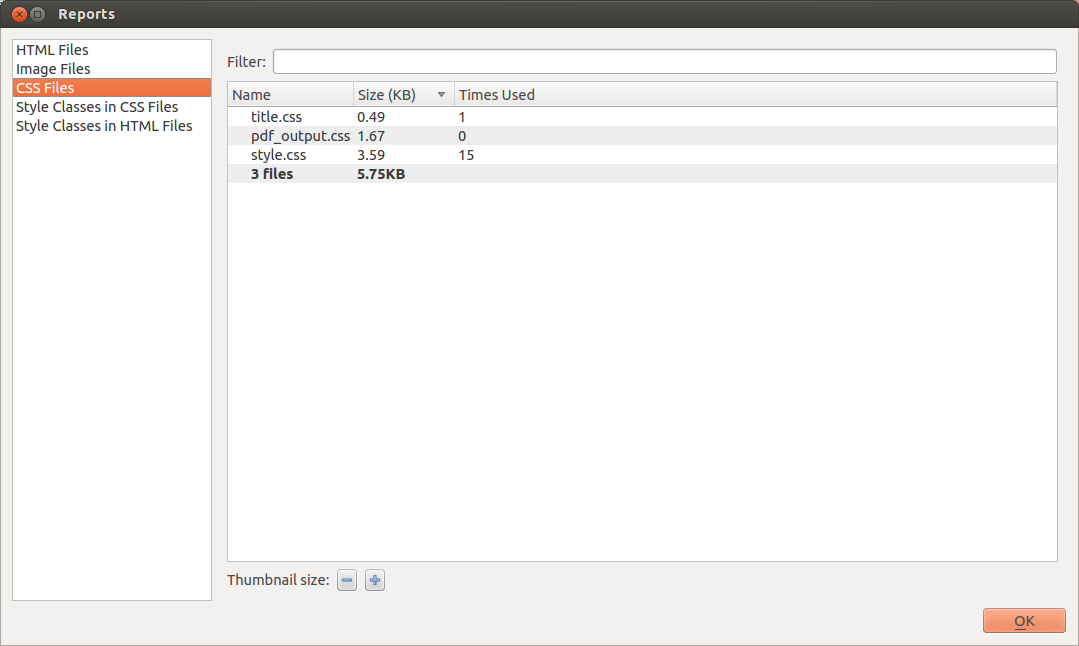 Reports
HTML Files
Image Files
CSS Files
Style Classes in CSS Files
Style Classes in HTML Files
Filter:
Name Size (KB) Times Used
title.css 0.49 1
pdf_output.css 1.67 0
style.css 3.59 15
3 files 5.75KB
Thumbnail size:
OK